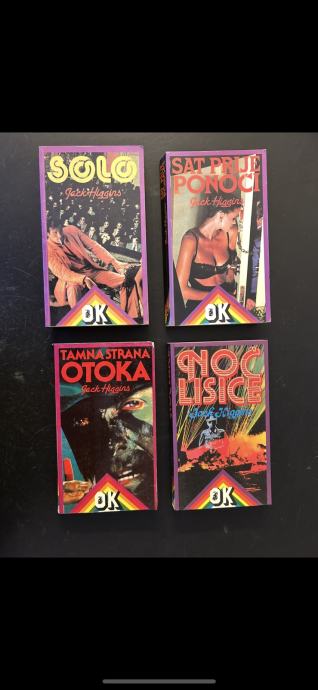 SOLO
Jack Higgins
OK
SAT PRIJE
PONOĆI
Jack Higgins
OK
TAMNA STRANA
OTOKA
Jack Higgins
OK
NOĆ
LISICE
Jack Higgins
OK